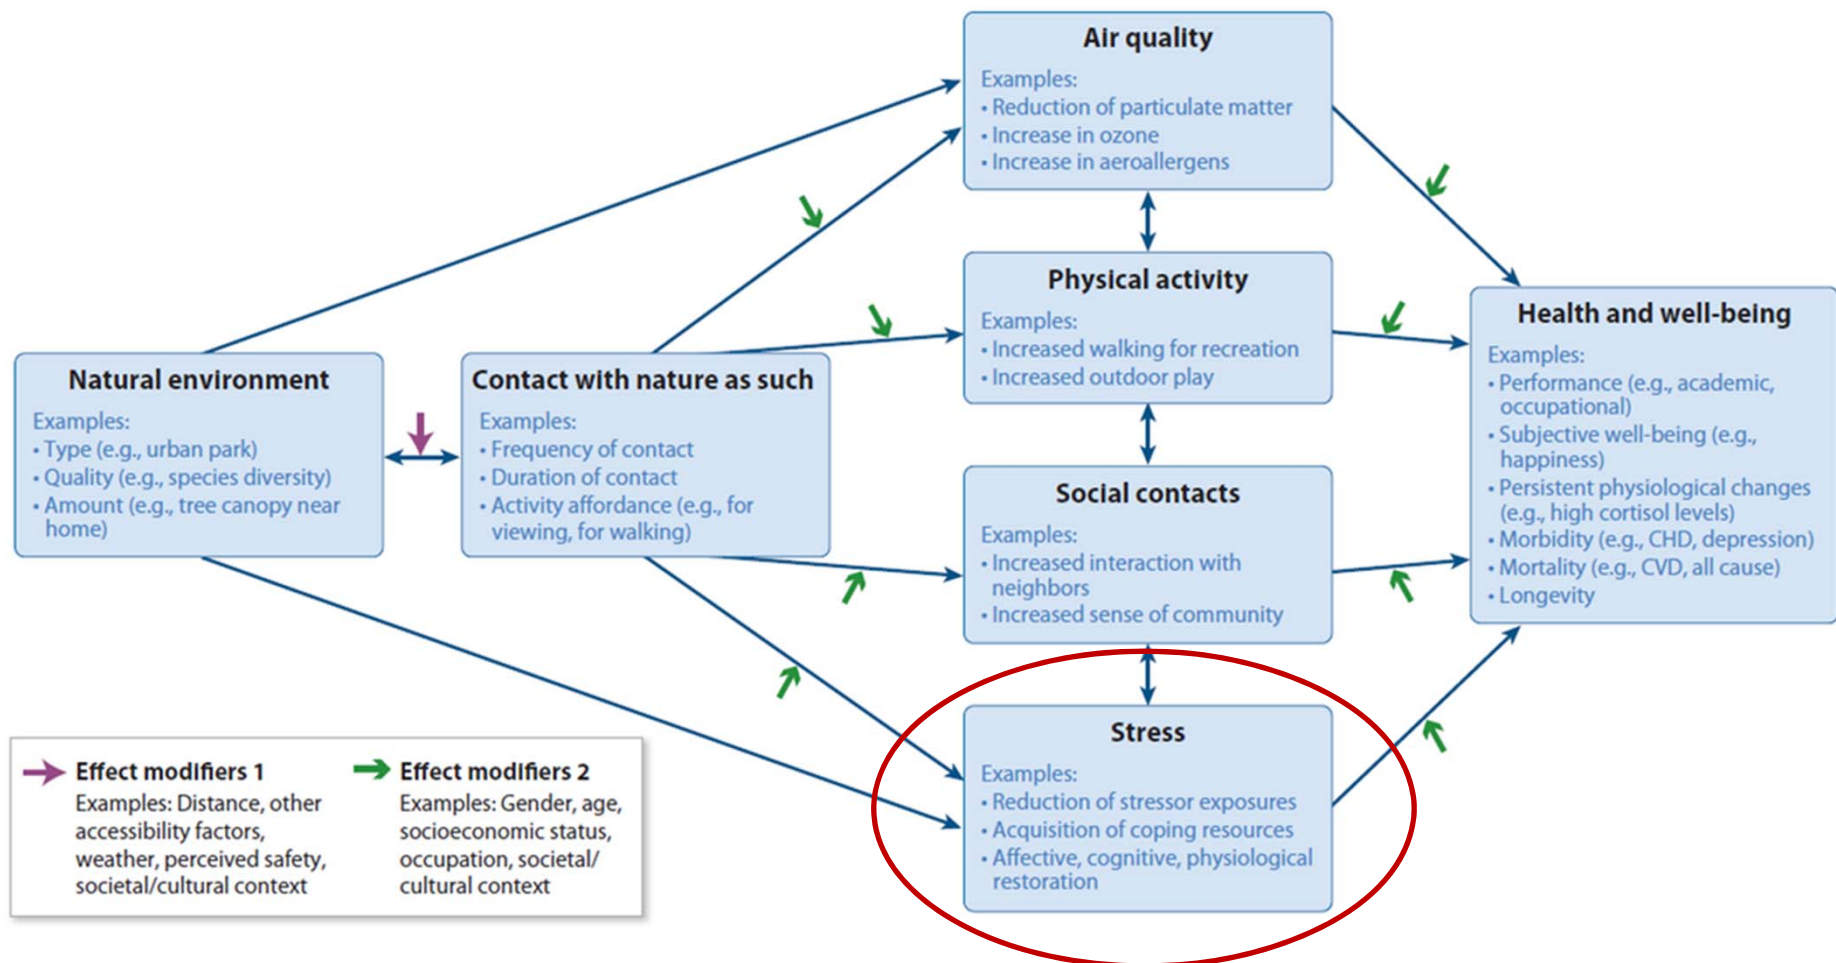 Air quality
Examples:
• Reduction of particulate matter
• Increase in ozone
• Increase in aeroallergens
Physical activity
Examples:
• Increased walking for recreation
• Increased outdoor play
Health and well-being
Examples:
• Performance (e.g., academic,
occupational)
• Subjective well-being (e.g.,
happiness)
• Persistent physiological changes
(e.g., high cortisol levels)
• Morbidity (e.g., CHD, depression)
• Mortality (e.g., CVD, all cause)
• Longevity
Natural environment
Examples:
• Type (e.g., urban park)
• Quality (e.g., species diversity)
• Amount (e.g., tree canopy near
home)
Contact with nature as such
Examples:
• Frequency of contact
• Duration of contact
• Activity affordance (e.g., for
viewing, for walking)
Social contacts
Examples:
• Increased interaction with
neighbors
• Increased sense of community
Stress
Examples:
• Reduction of stressor exposures
• Acquisition of coping resources
• Affective, cognitive, physiological
restoration
Effect modifiers 1
Examples: Distance, other
accessibility factors,
weather, perceived safety,
societal/cultural context
Effect modifiers 2
Examples: Gender, age,
socioeconomic status,
occupation, societal/
cultural context